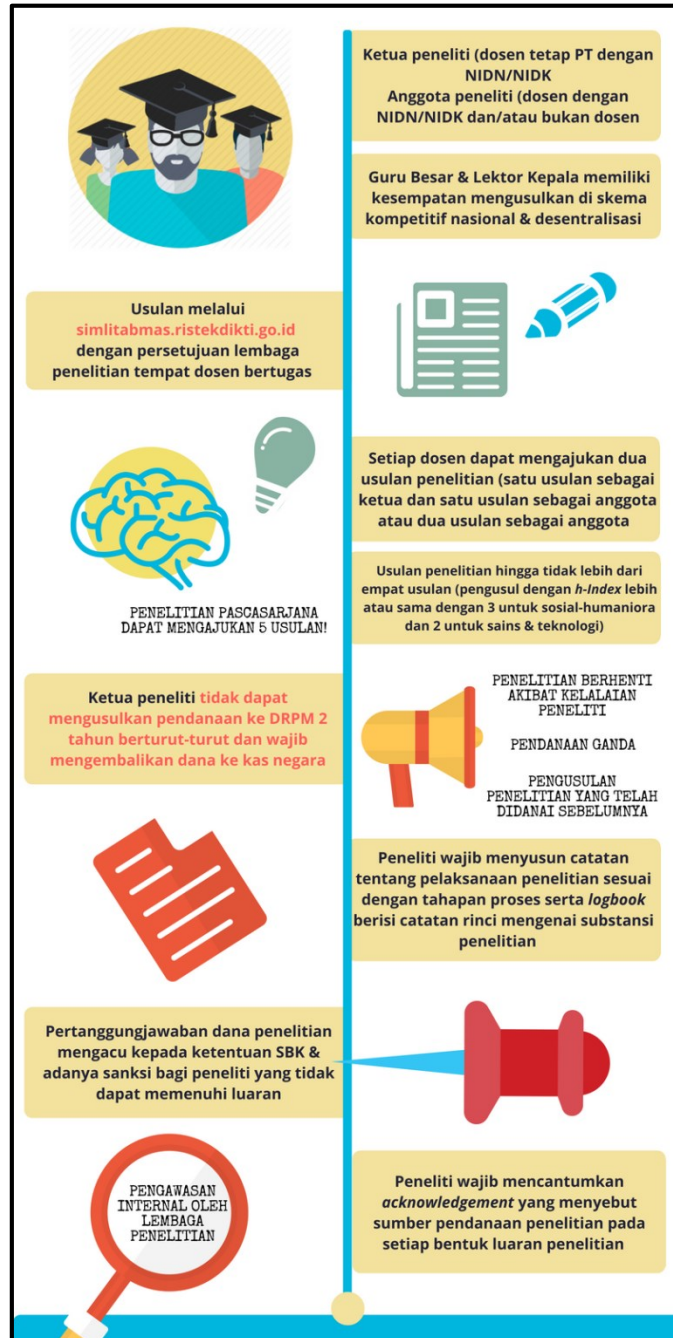 Ketua peneliti (dosen tetap PT dengan
NIDN/NIDK
Anggota peneliti (dosen dengan
NIDN/NIDK dan/atau bukan dosen
Guru Besar & Lektor Kepala memiliki
kesempatan mengusulkan di skema
kompetitif nasional & desentralisasi
Usulan melalui
simlitabmas.ristekdikti.go.id
dengan persetujuan lembaga
penelitian tempat dosen bertugas
Setiap dosen dapat mengajukan dua
usulan penelitian (satu usulan sebagai
ketua dan satu usulan sebagai anggota
atau dua usulan sebagai anggota
Usulan penelitian hingga tidak lebih dari
empat usulan (pengusul dengan h-Index lebih
atau sama dengan 3 untuk sosial-humaniora
dan 2 untuk sains & teknologi)
PENELITIAN PASCASARJANA
DAPAT MENGAJUKAN 5 USULAN!
Ketua peneliti tidak dapat
mengusulkan pendanaan ke DRPM 2
tahun berturut-turut dan wajib
mengembalikan dana ke kas negara
PENELITIAN BERHENTI
AKIBAT KELALAIAN
PENELITI
PENDANAAN GANDA
PENGUSULAN
PENELITIAN YANG TELAH
DIDANAI SEBELUMNYA
Peneliti wajib menyusun catatan
tentang pelaksanaan penelitian sesuai
dengan tahapan proses serta logbook
berisi catatan rinci mengenai substansi
penelitian
Pertanggungjawaban dana penelitian
mengacu kepada ketentuan SBK &
adanya sanksi bagi peneliti yang tidak
dapat memenuhi luaran
PENGAWASAN
INTERNAL OLEH
LEMBAGA
PENELITIAN
Peneliti wajib mencantumkan
acknowledgement yang menyebut
sumber pendanaan penelitian pada
setiap bentuk luaran penelitian